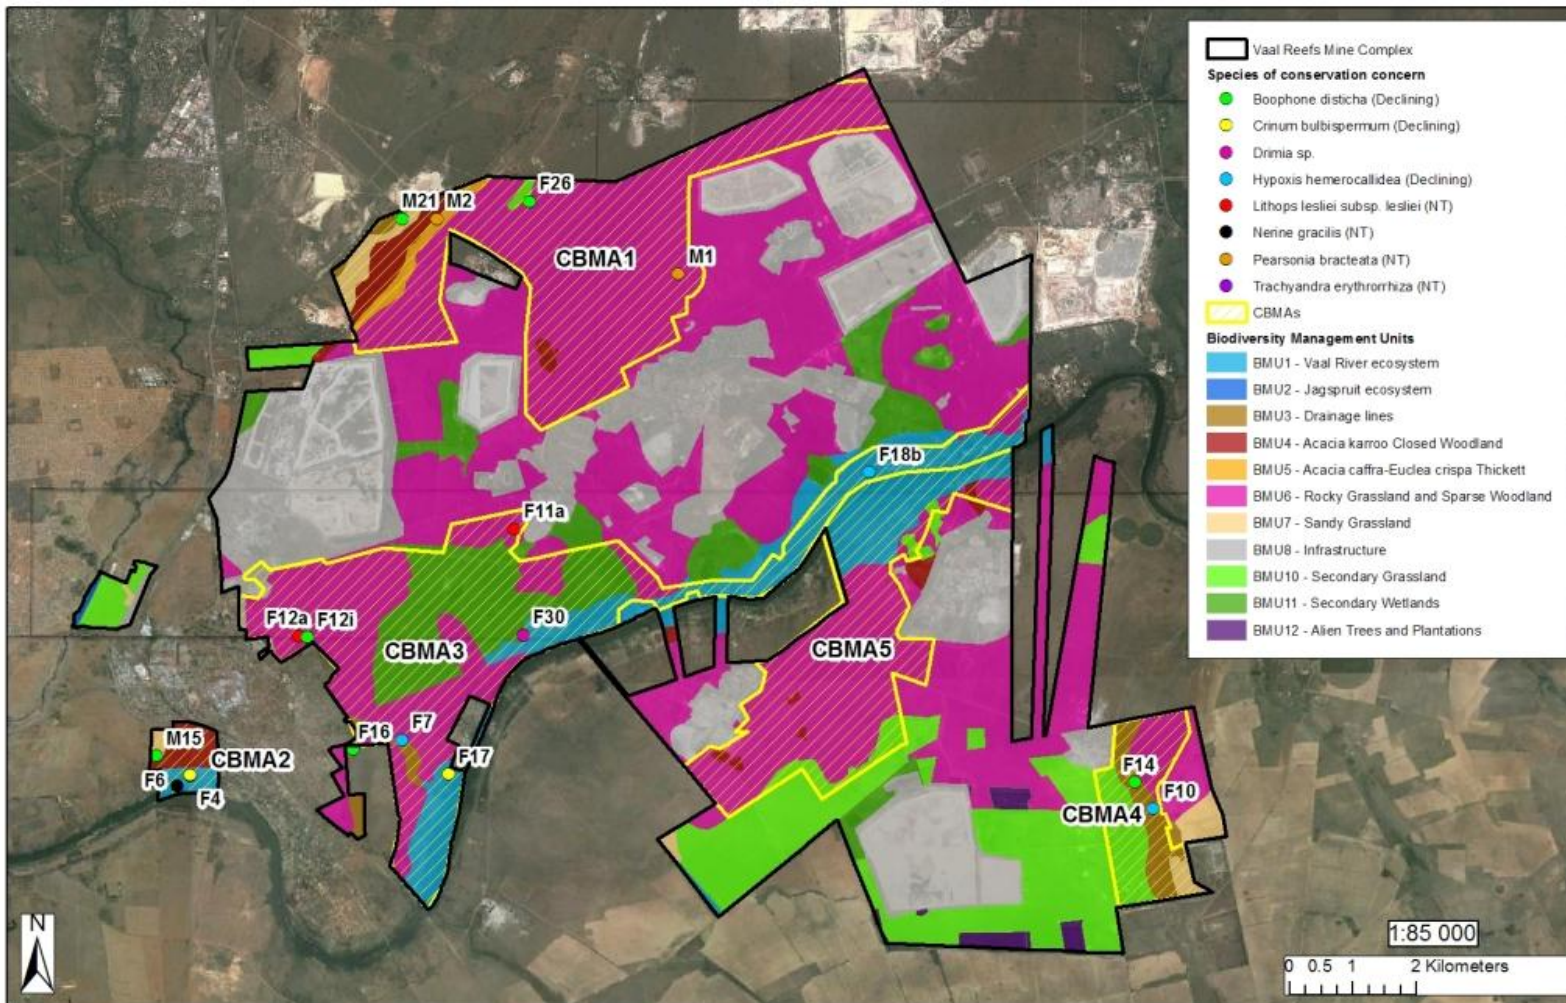 Vaal Reefs Mine Complex
Species of conservation concern
Boophone disticha (Declining)
Crinum bulbispermum (Declining)
Drimia sp.
Hypoxis hemerocallidea (Declining)
Lithops lesliei subsp. lesliei (NT)
Nerine gracilis (NT)
Pearsonia bracteata (NT)
Trachyandra erythrorrhiza (NT)
CBMAs
Biodiversity Management Units
BMU1 - Vaal River ecosystem
BMU2 - Jagspruit ecosystem
BMU3 - Drainage lines
BMU4 - Acacia karroo Closed Woodland
BMU5 - Acacia caffra-Euclea crispa Thickett
BMU6 - Rocky Grassland and Sparse Woodland
BMU7 - Sandy Grassland
BMU8 - Infrastructure
BMU10 - Secondary Grassland
BMU11 - Secondary Wetlands
BMU12 - Alien Trees and Plantations
F26
M21 M2
CBMA1
M1
F18b
F11a
F12a F12i
F30
CBMA3
CBMA5
F16
F7
F17
M15
CBMA2
F6
F4
F14
F10
CBMA4
N
1:85 000
0 0.5 1 2 Kilometers